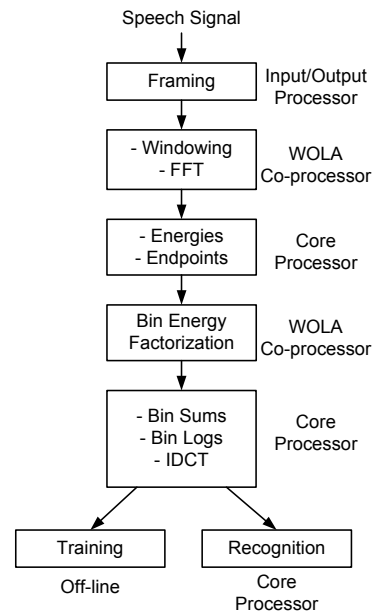 Speech Signal
Framing
Input/Output
Processor
- Windowing
- FFT
WOLA
Co-processor
- Energies
- Endpoints
Core
Processor
Bin Energy
Factorization
WOLA
Co-processor
- Bin Sums
- Bin Logs
- IDCT
Core
Processor
Training
Recognition
Off-line
Core
Processor